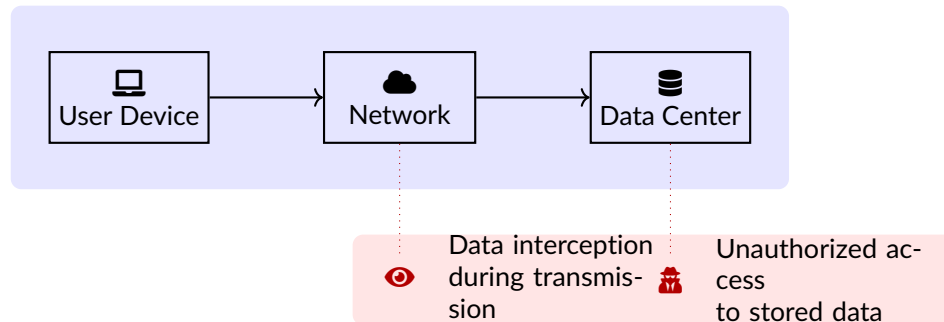 User Device
Network
Data Center
Data interception
during transmis-
sion
Unauthorized ac-
cess
to stored data